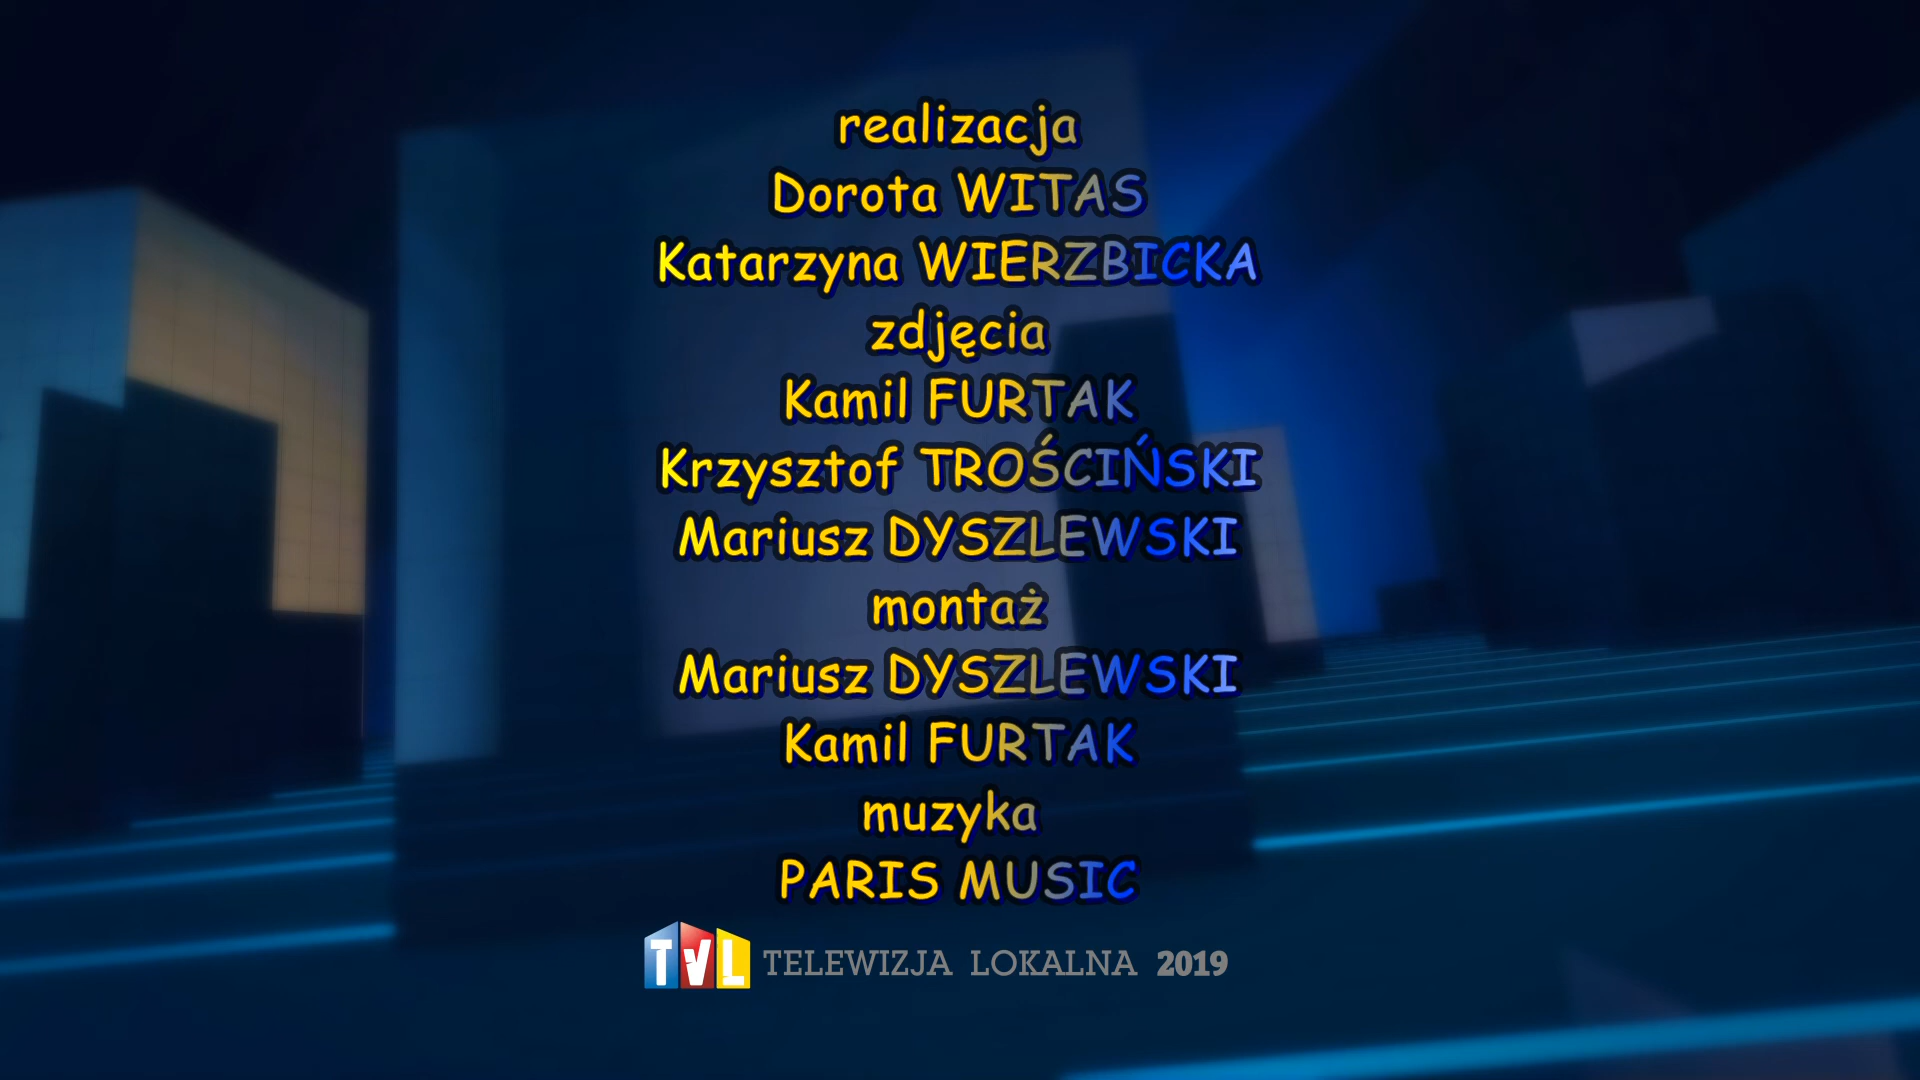 realizacja
Dorota WITAS
Katarzyna WIERZBICKA
zdjęcia
Kamil FURTAK
Krzysztof TROŚCIŃSKI
Mariusz DYSZLEWSKI
montaż
Mariusz DYSZLEWSKI
Kamil FURTAK
muzyka
PARIS MUSIC
TVL TELEWIZJA LOKALNA 2019